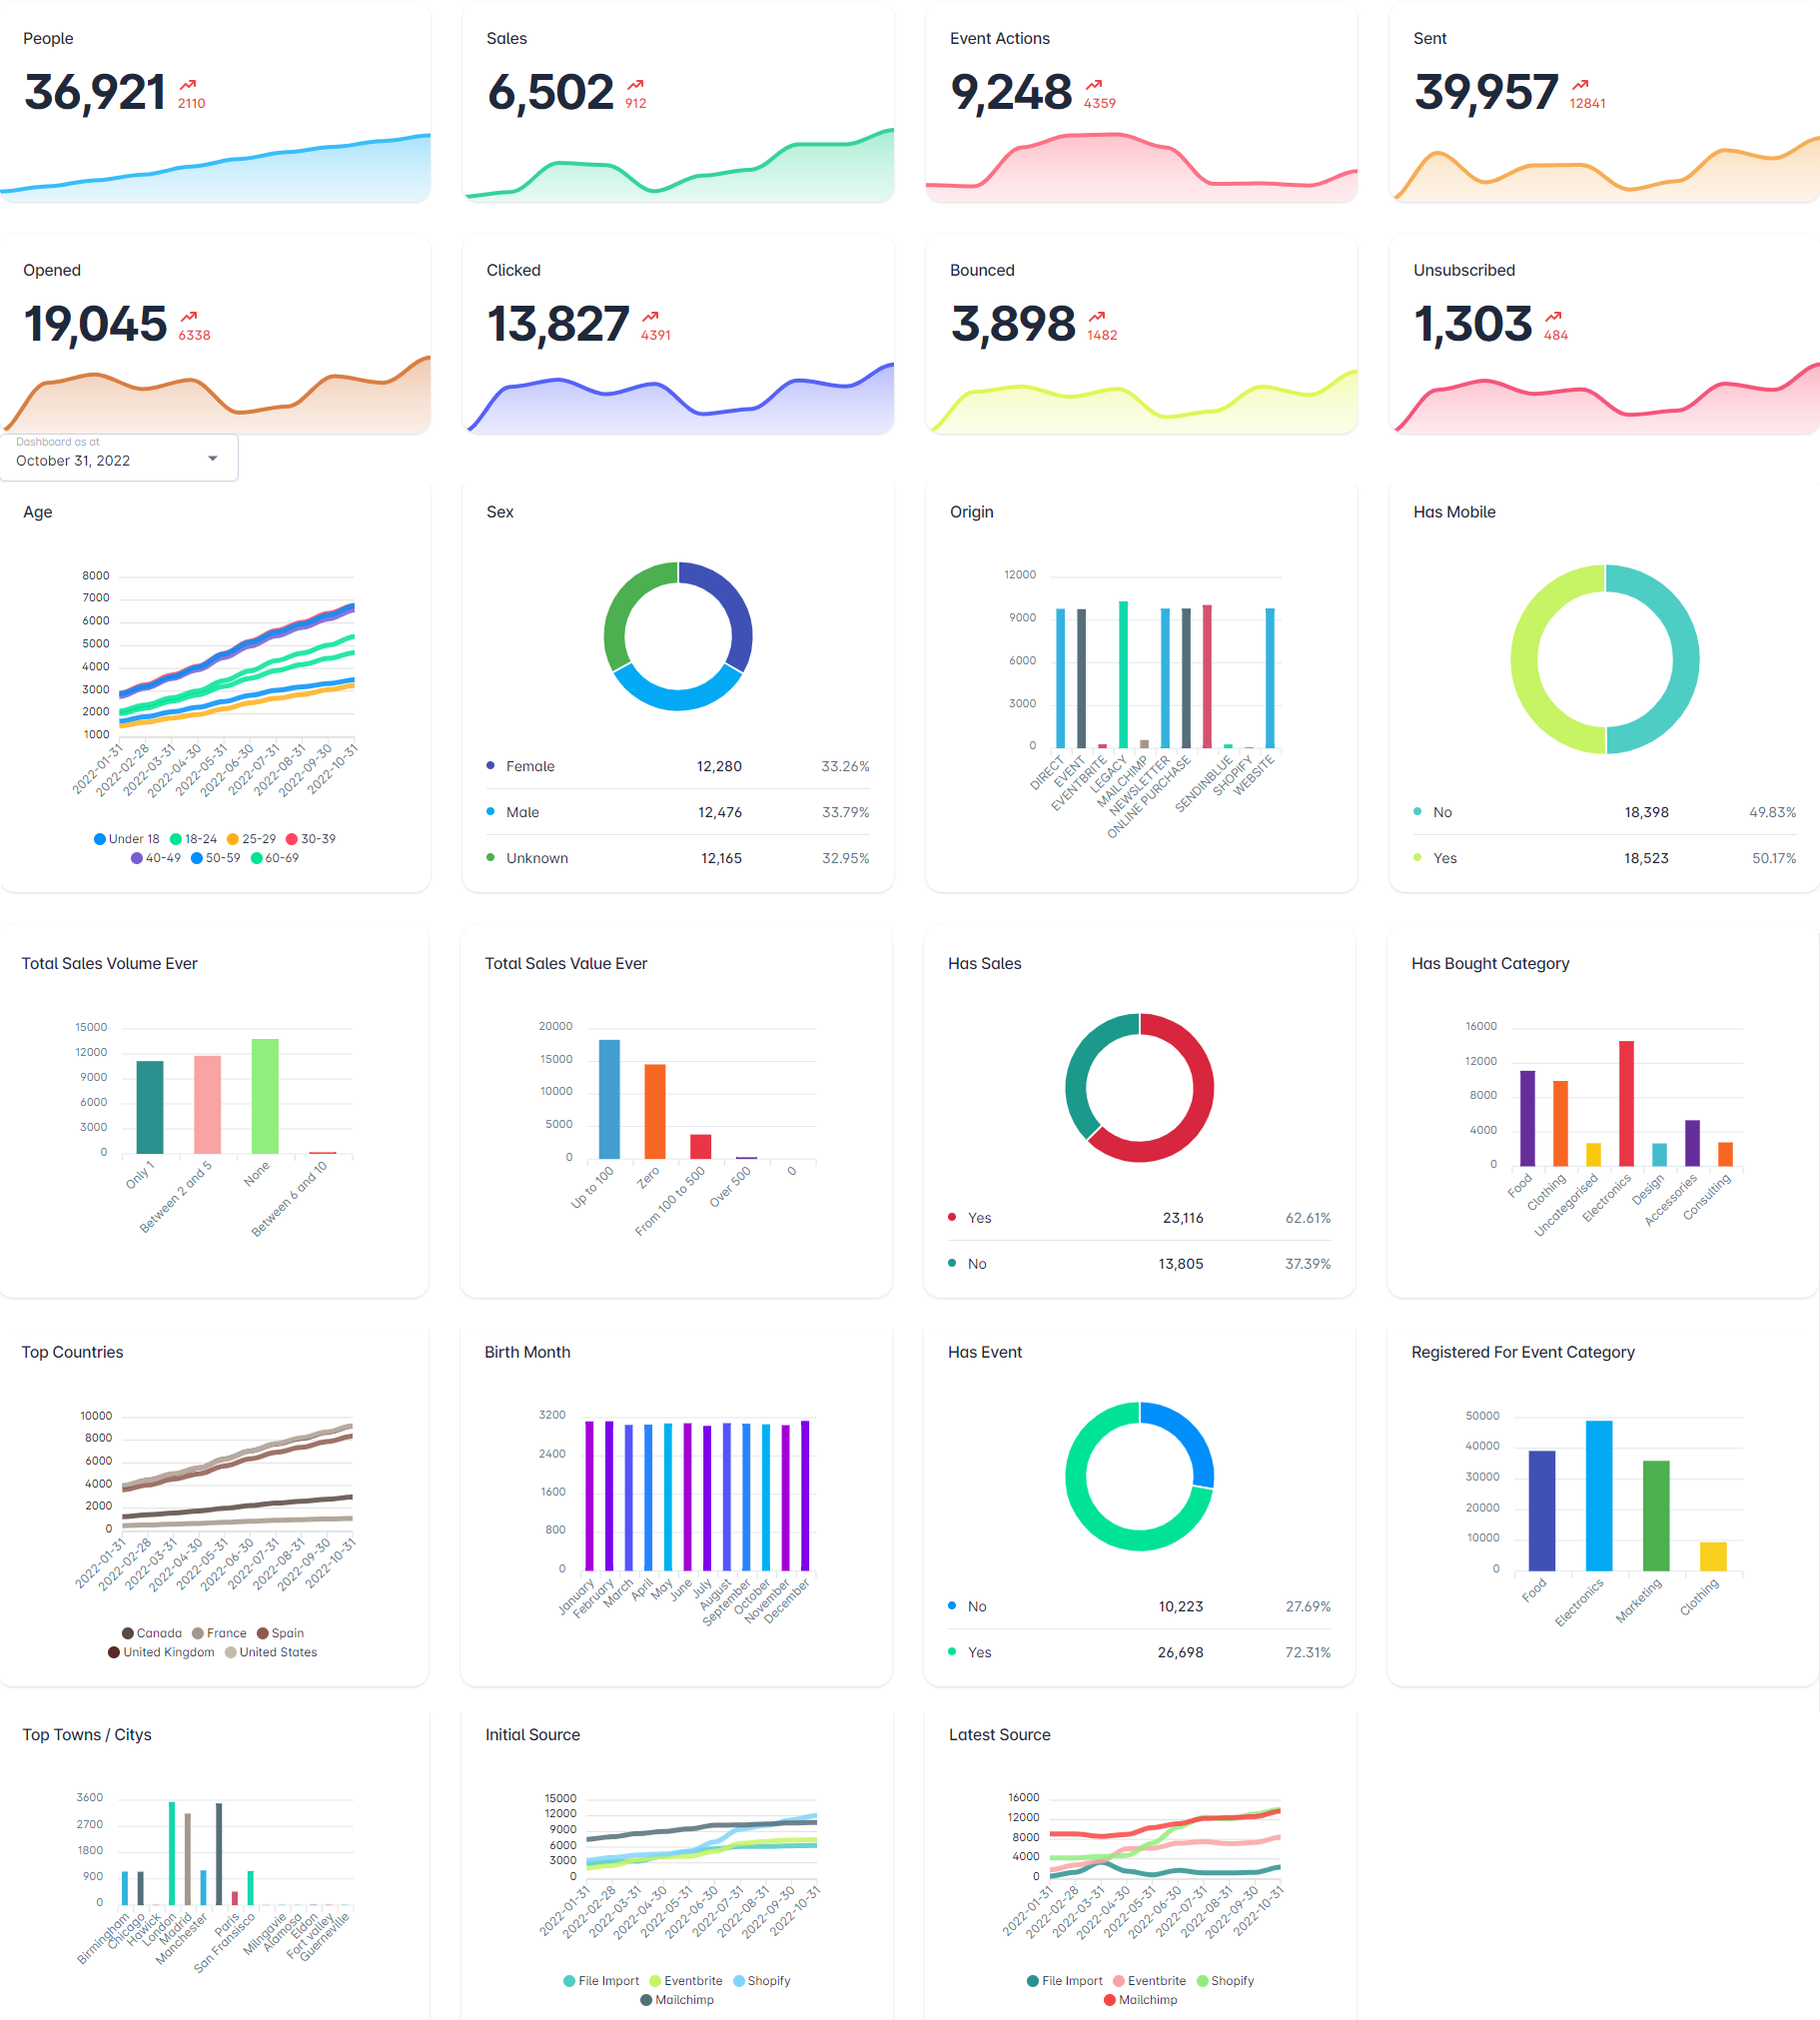 People
36,921
2110
Sales
6,502
912
Event Actions
9,248
4359
Sent
39,957
12841
Opened
19,045
6338
Clicked
13,827
4391
Bounced
3,898
1482
Unsubscribed
1,303
484
Dashboard as at
October 31, 2022
Age
8000
7000
6000
5000
4000
3000
2000
1000
2022-01-31
2022-02-28
2022-03-31
2022-04-30
2022-05-31
2022-06-30
2022-07-31
2022-08-31
2022-09-30
2022-10-31
Under 18 18-24 25-29 30-39
40-49 50-59 60-69
Sex
Female 12,280 33.26%
Male 12,476 33.79%
Unknown 12,165 32.95%
Origin
12000
9000
6000
3000
0
DIRECT
EVENT
EVENTBRITE
LEGACY
MAILCHIMP
NEWSLETTER
ONLINE PURCHASE
SENDINBLUE
SHOPIFY
WEBSITE
Has Mobile
No 18,398 49.83%
Yes 18,523 50.17%
Total Sales Volume Ever
15000
12000
9000
6000
3000
0
Only 1
Between 2 and 5
None
Between 6 and 10
Total Sales Value Ever
20000
15000
10000
5000
0
Up to 100
Zero
From 100 to 500
Over 500
0
Has Sales
Yes 23,116 62.61%
No 13,805 37.39%
Has Bought Category
16000
12000
8000
4000
0
Food
Clothing
Uncategorised
Electronics
Design
Accessories
Consulting
Top Countries
10000
8000
6000
4000
2000
0
2022-01-31
2022-02-28
2022-03-31
2022-04-30
2022-05-31
2022-06-30
2022-07-31
2022-08-31
2022-09-30
2022-10-31
Canada France Spain
United Kingdom United States
Birth Month
3200
2400
1600
800
0
January
February
March
April
May
June
July
August
September
October
November
December
Has Event
No 10,223 27.69%
Yes 26,698 72.31%
Registered For Event Category
50000
40000
30000
20000
10000
0
Food
Electronics
Marketing
Clothing
Top Towns / Citys
3600
2700
1800
900
0
Birmingham
Chicago
Hawick
London
Madrid
Manchester
Paris
San Fransisco
Milngavie
Alamosa
Eldon
Fort valley
Guerneville
Initial Source
15000
12000
9000
6000
3000
0
2022-01-31
2022-02-28
2022-03-31
2022-04-30
2022-05-31
2022-06-30
2022-07-31
2022-08-31
2022-09-30
2022-10-31
File Import Eventbrite Shopify
Mailchimp
Latest Source
16000
12000
8000
4000
0
2022-01-31
2022-02-28
2022-03-31
2022-04-30
2022-05-31
2022-06-30
2022-07-31
2022-08-31
2022-09-30
2022-10-31
File Import Eventbrite Shopify
Mailchimp